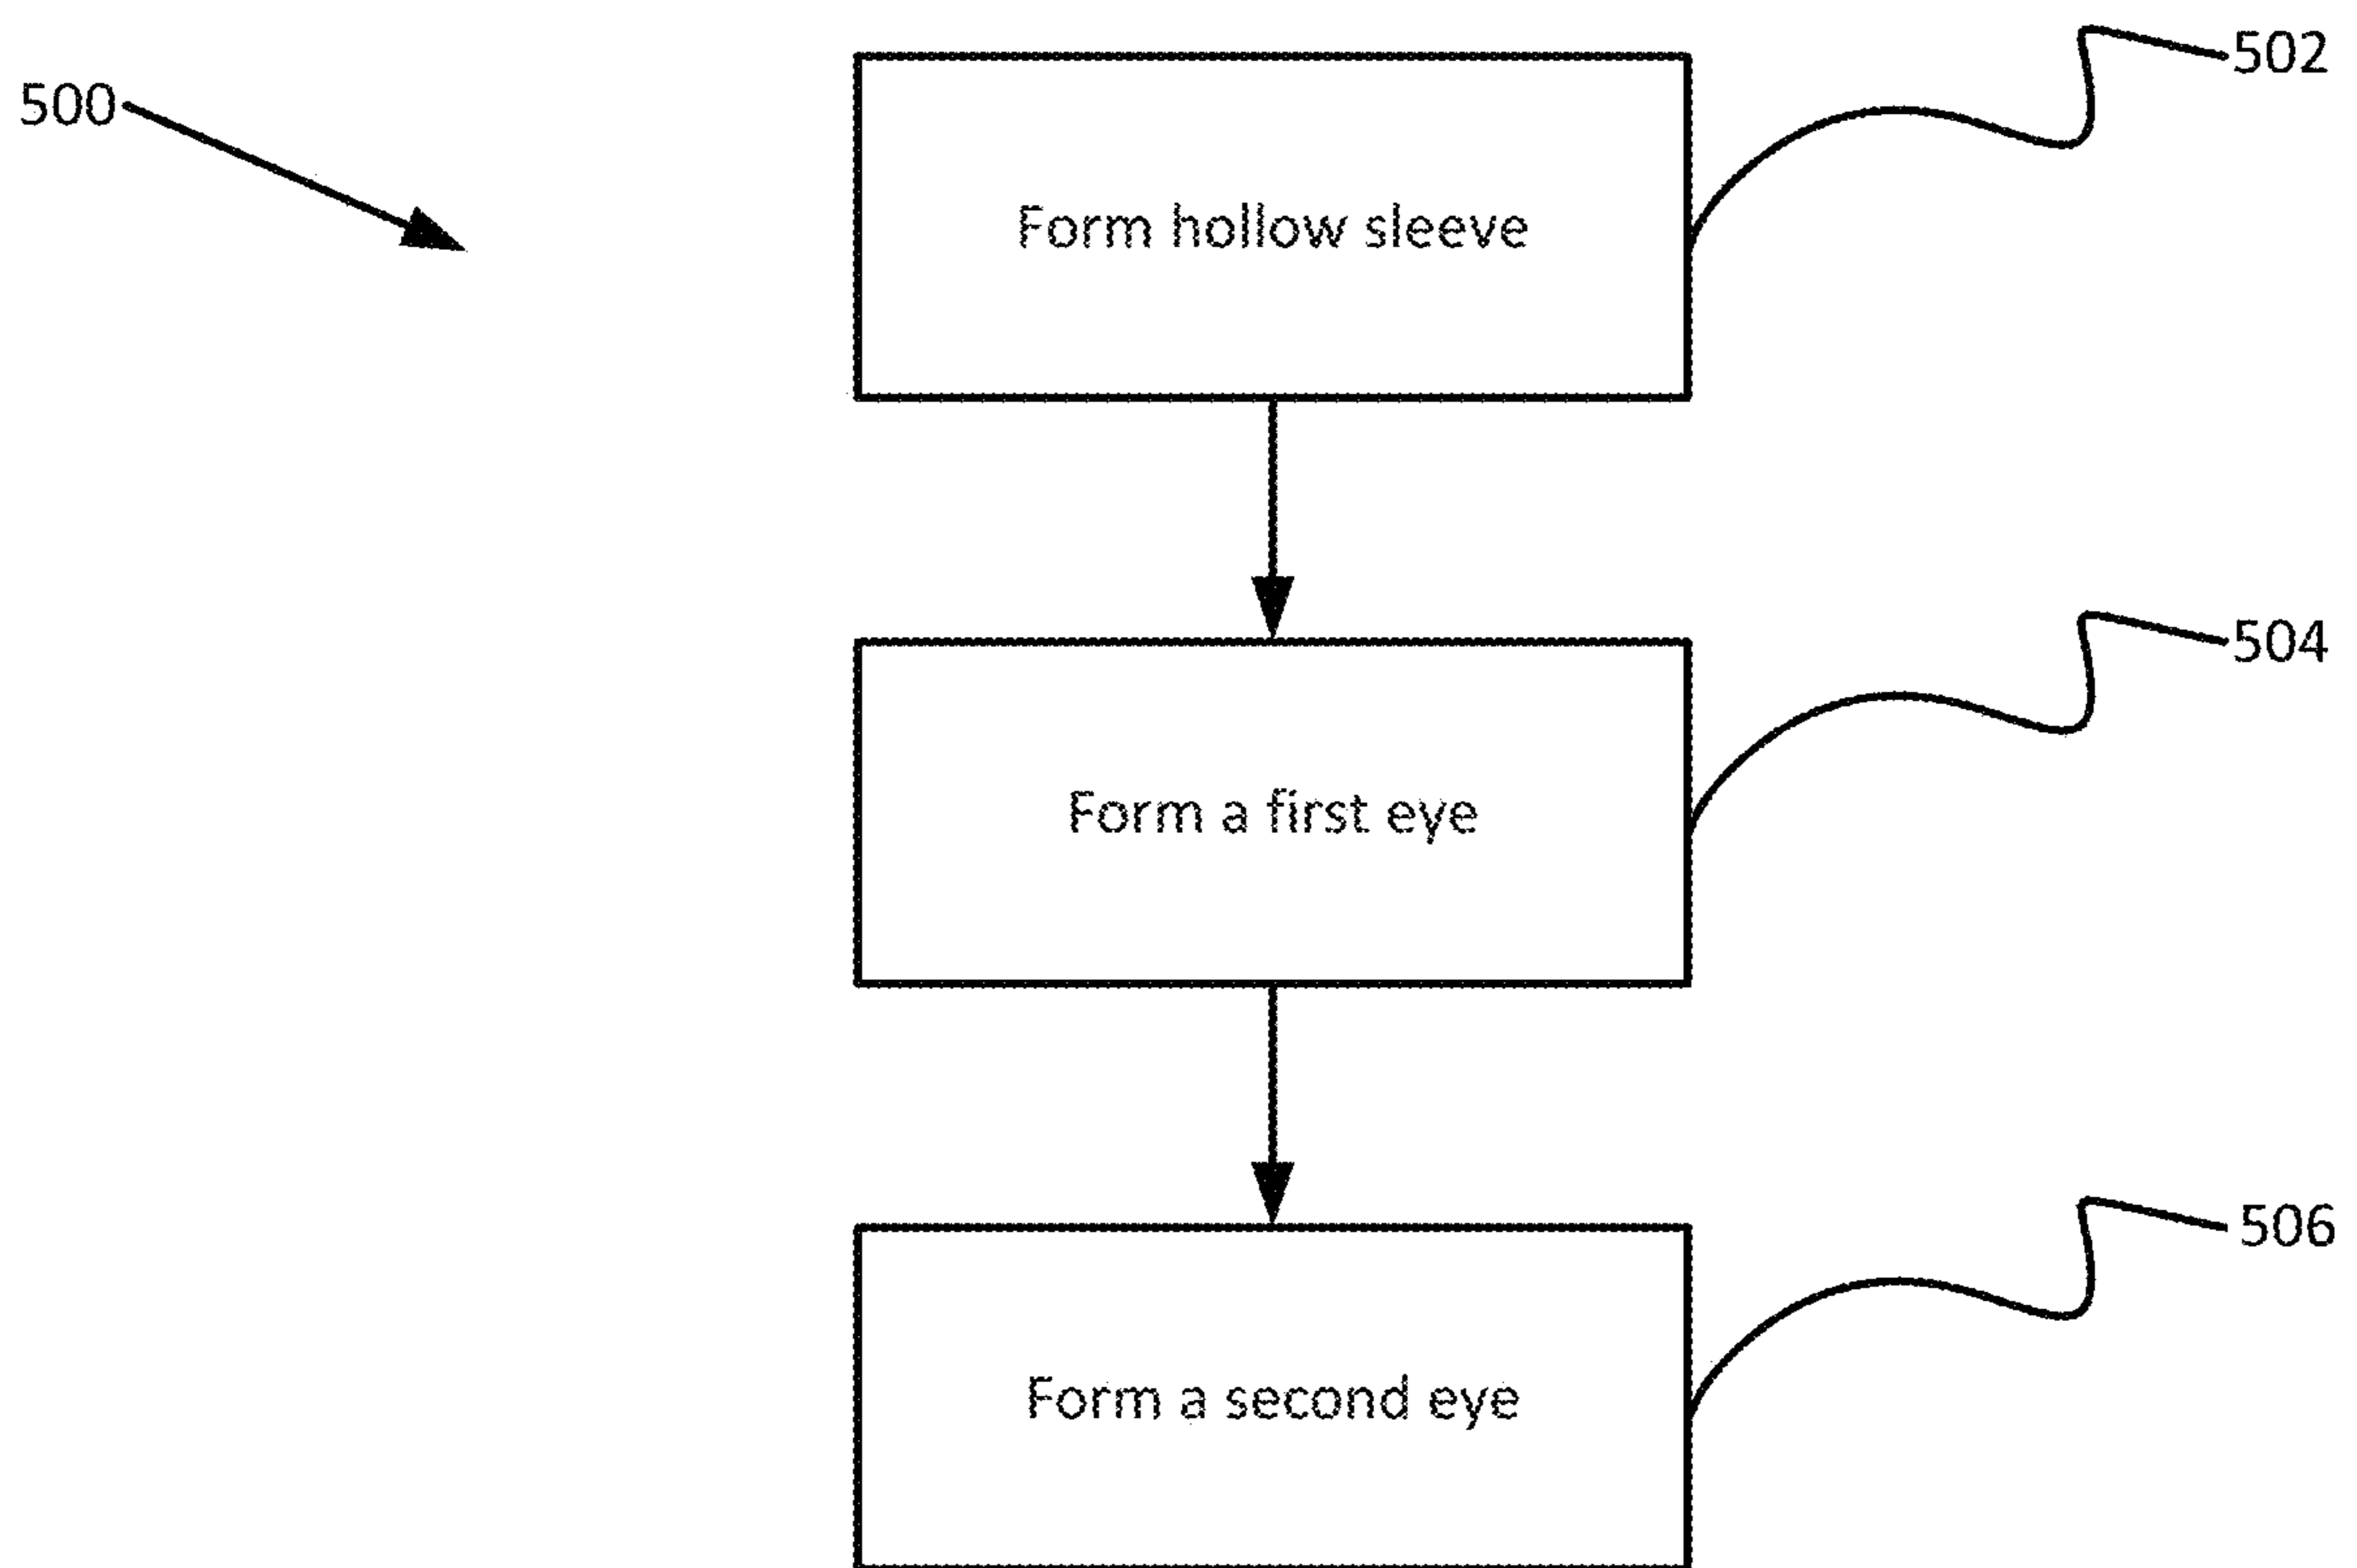 502
500
Form hollow sleeve
504
Form a first eye
506
Form a second eye